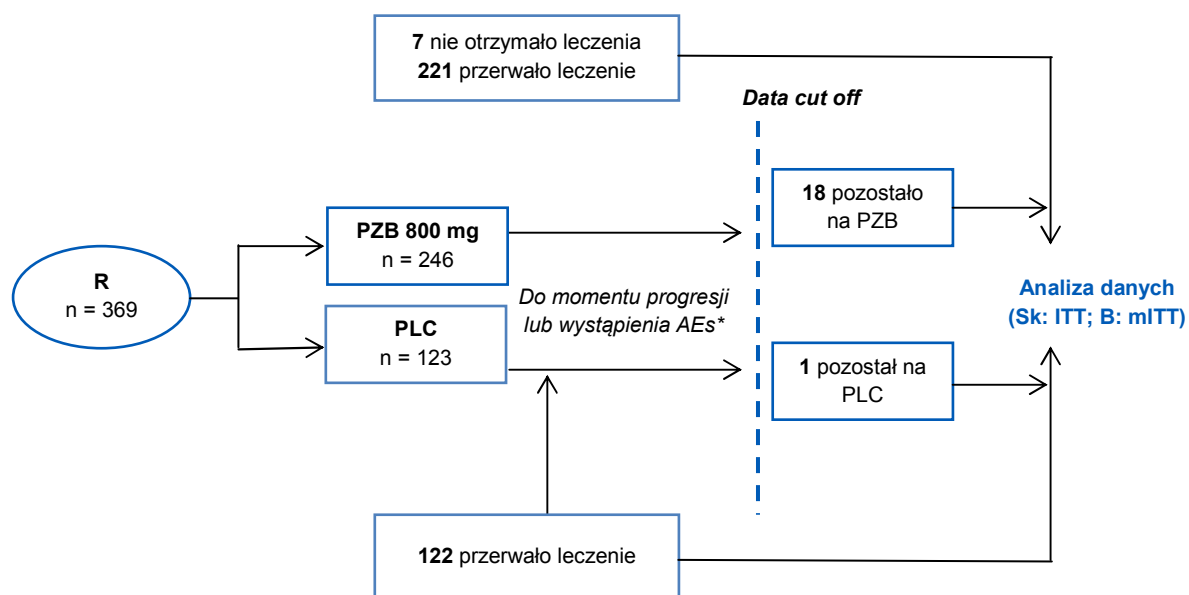 7 nie otrzymało leczenia
221 przerwało leczenie
Data cut off
18 pozostało
na PZB
PZB 800 mg
n = 246
R
n = 369
Do momentu progresji
lub wystąpienia AEs*
PLC
n = 123
Analiza danych
(Sk: ITT; B: mITT)
1 pozostał na
PLC
122 przerwało leczenie